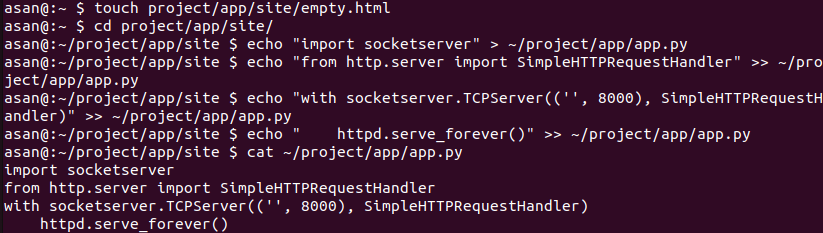 asan@:~ $ touch project/app/site/empty.html
asan@:~ $ cd project/app/site/
asan@:~/project/app/site $ echo "import socketserver" > ~/project/app/app.py
asan@:~/project/app/site $ echo "from http.server import SimpleHTTPRequestHandler" >> ~/pro
ject/app/app.py
asan@:~/project/app/site $ echo "with socketserver.TCPServer(('', 8000), SimpleHTTPRequestH
andler)" >> ~/project/app/app.py
asan@:~/project/app/site $ echo "    httpd.serve_forever()" >> ~/project/app/app.py
asan@:~/project/app/site $ cat ~/project/app/app.py
import socketserver
from http.server import SimpleHTTPRequestHandler
with socketserver.TCPServer(('', 8000), SimpleHTTPRequestHandler)
    httpd.serve_forever()